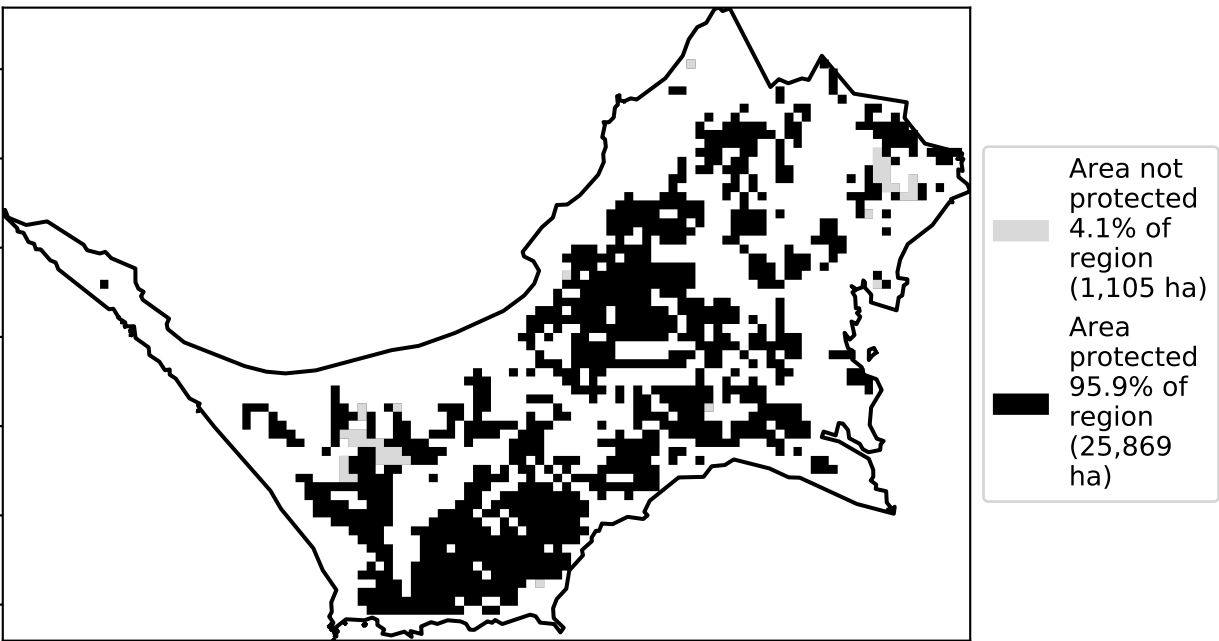 Area not
protected
4.1% of
region
(1,105 ha)
Area
protected
95.9% of
region
(25,869
ha)